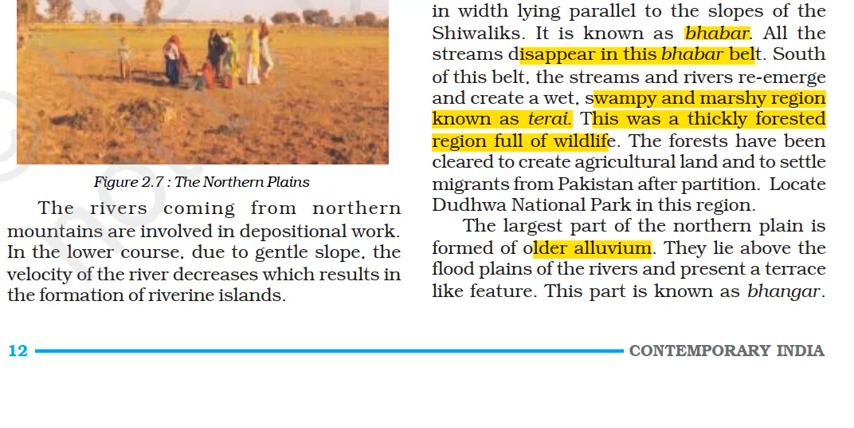 Figure 2.7 : The Northern Plains
The rivers coming from northern
mountains are involved in depositional work.
In the lower course, due to gentle slope, the
velocity of the river decreases which results in
the formation of riverine islands.
in width lying parallel to the slopes of the
Shiwaliks. It is known as bhabar. All the
streams disappear in this bhabar belt. South
of this belt, the streams and rivers re-emerge
and create a wet, swampy and marshy region
known as terai. This was a thickly forested
region full of wildlife. The forests have been
cleared to create agricultural land and to settle
migrants from Pakistan after partition. Locate
Dudhwa National Park in this region.
The largest part of the northern plain is
formed of older alluvium. They lie above the
flood plains of the rivers and present a terrace
like feature. This part is known as bhangar.
12
CONTEMPORARY INDIA